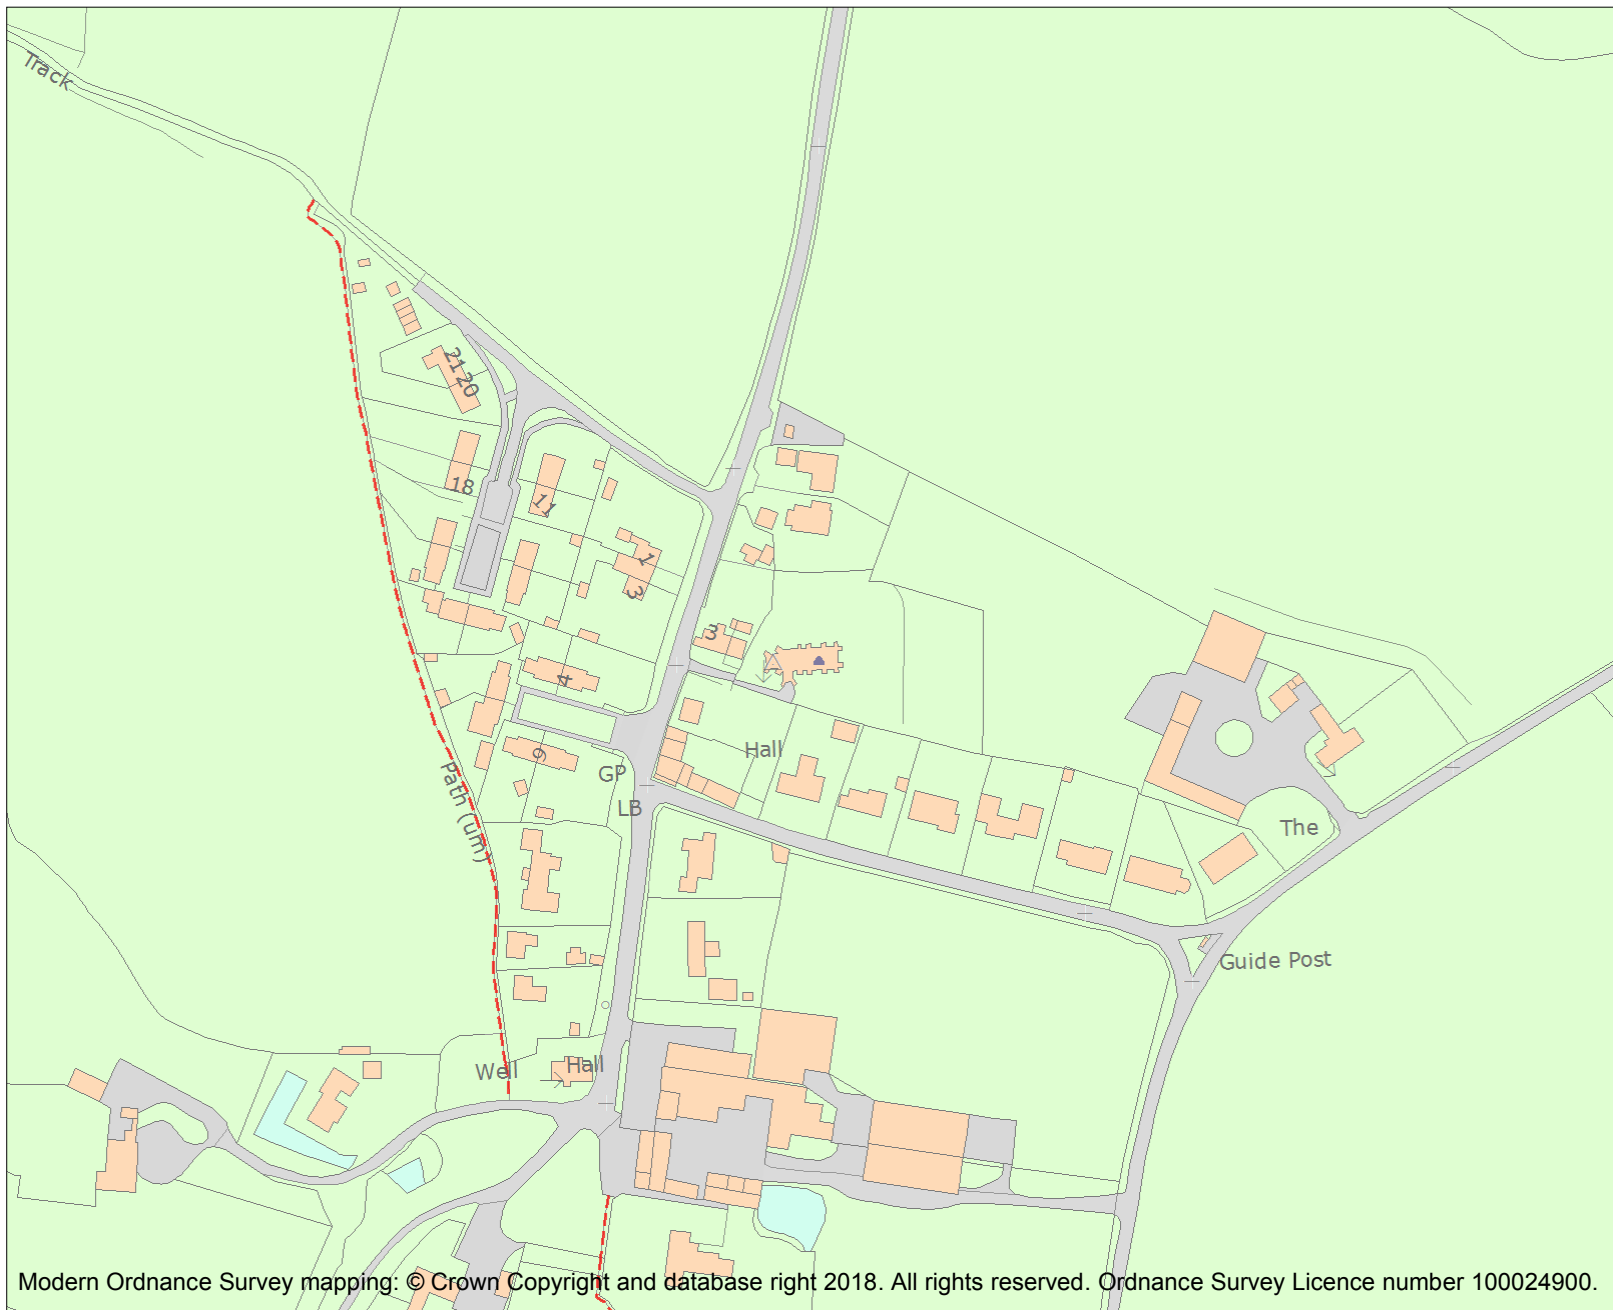 Track
21
20
18
11
1
3
3
4
9
Hall
GP
LB
Path (um)
The
Guide Post
Well
Hall
Modern Ordnance Survey mapping: © Crown Copyright and database right 2018. All rights reserved. Ordnance Survey Licence number 100024900.